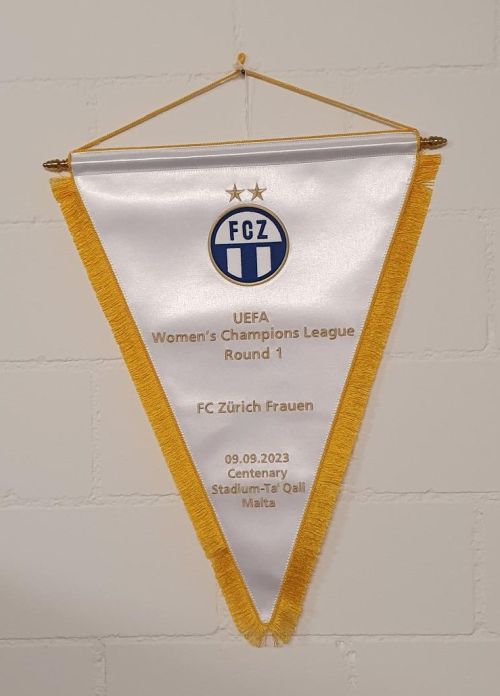 FCZ
UEFA
Women's Champions League
Round 1
FC Zürich Frauen
09.09.2023
Centenary
Stadium-Ta' Qali
Malta